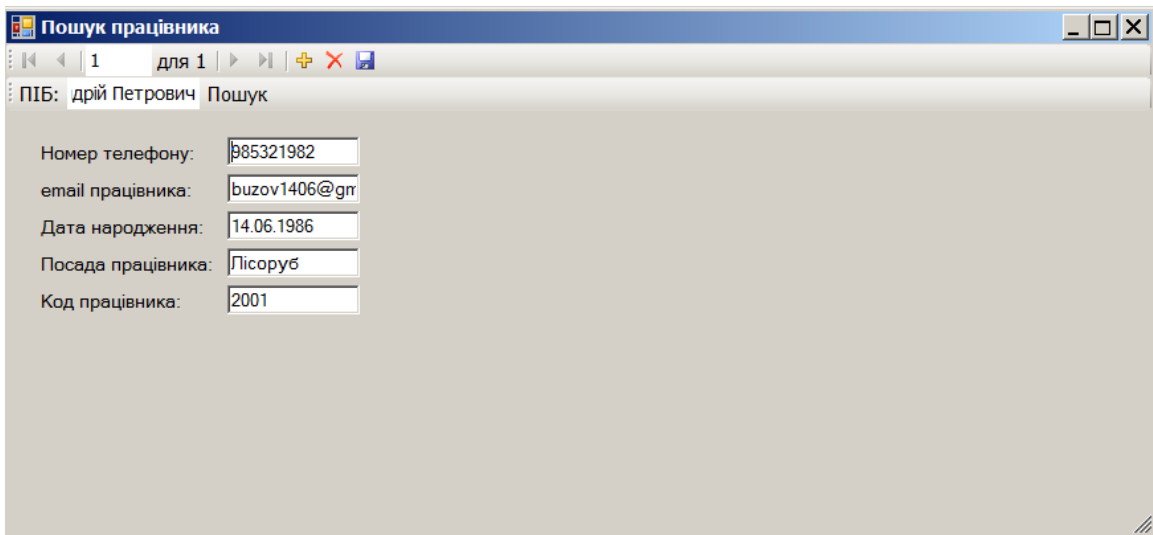 Пошук працівника
1 для 1
ПІБ: дрій Петрович Пошук
Номер телефону: 985321982
email працівника: buzov1406@gm
Дата народження: 14.06.1986
Посада працівника: Лісоруб
Код працівника: 2001